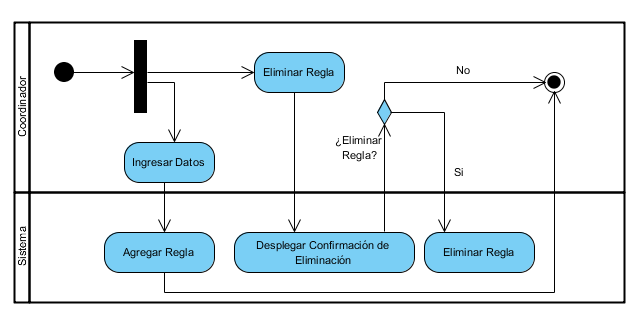 Coordinador
Eliminar Regla
No
¿Eliminar
Regla?
Ingresar Datos
Si
Sistema
Agregar Regla
Desplegar Confirmación de
Eliminación
Eliminar Regla